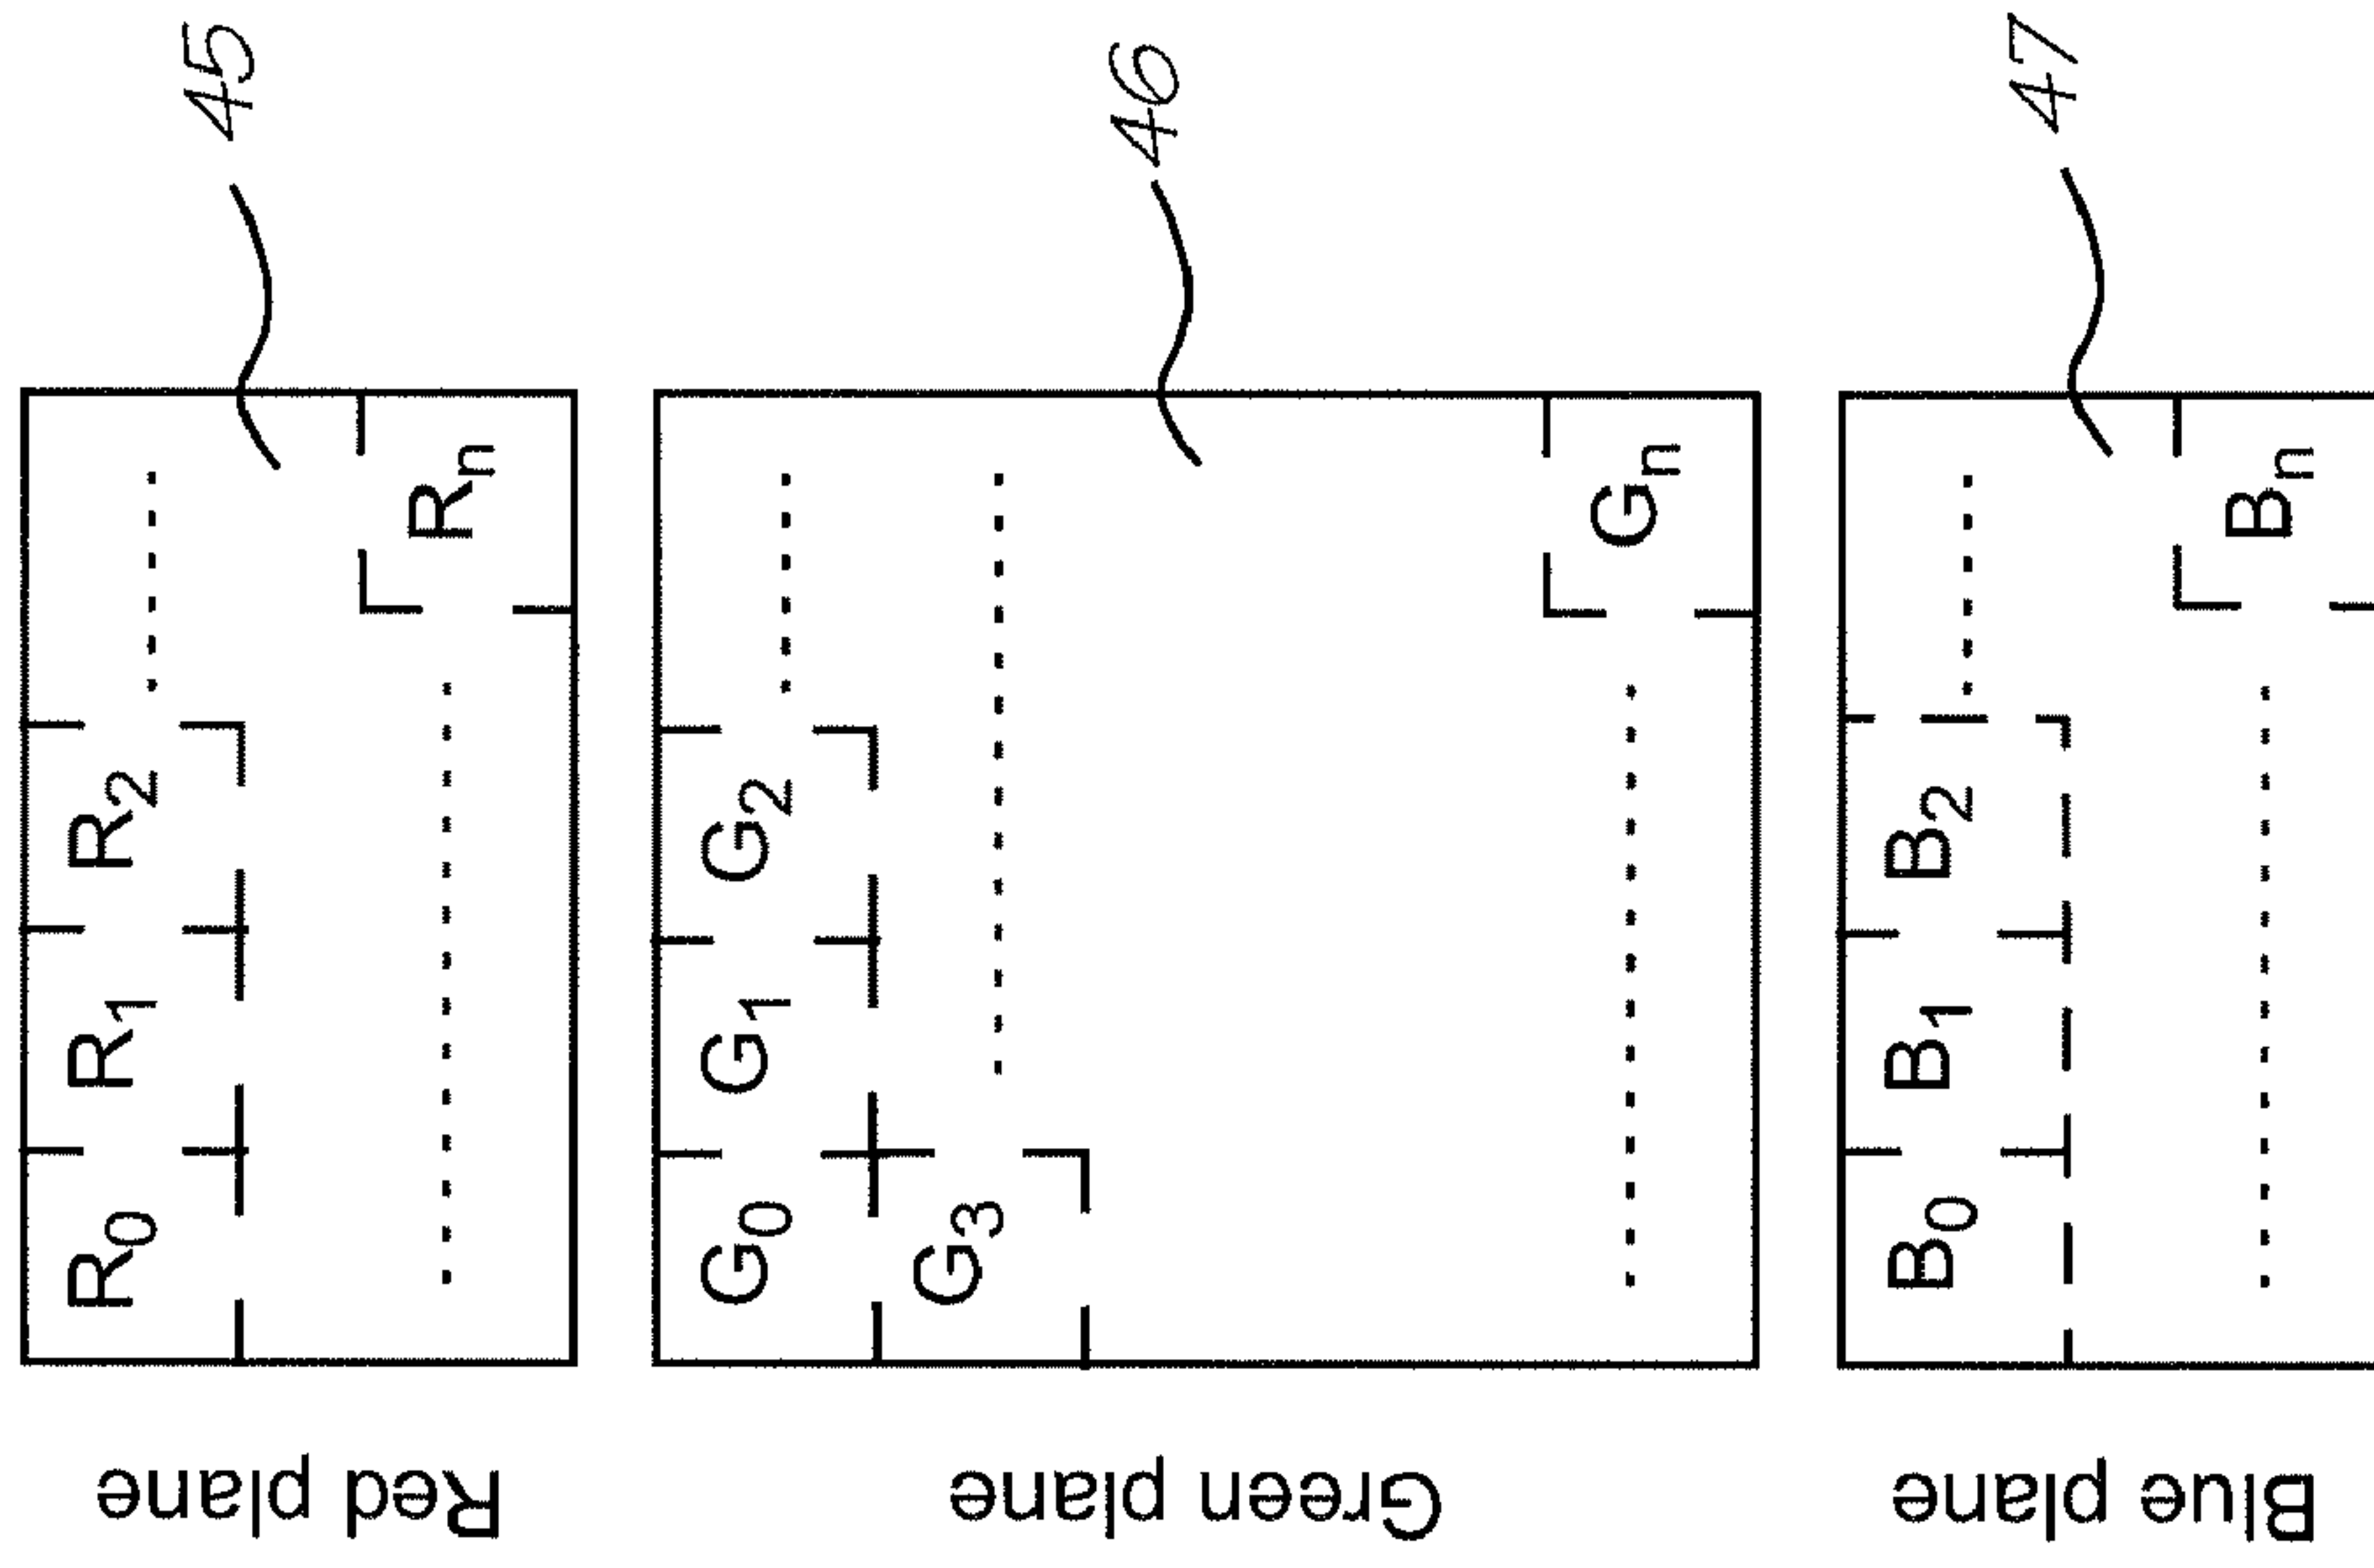 Red plane
R0 R1 R2
Rn
45
Green plane
G0 G1 G2
G3
Gn
46
Blue plane
B0 B1 B2
Bn
47